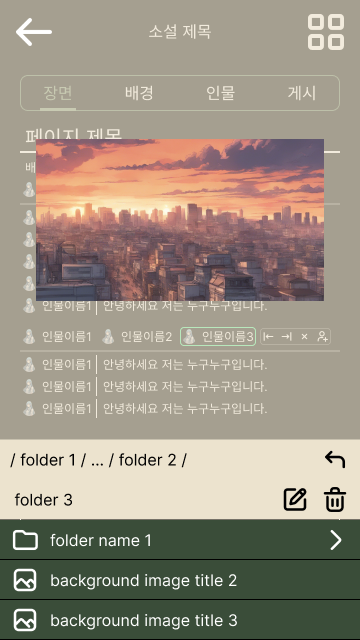 소설 제목
장면 배경 인물 게시
페이지 제목
배
인물이름1 안녕하세요 저는 누구누구입니다.
인물이름1 인물이름2 인물이름3
인물이름1 안녕하세요 저는 누구누구입니다.
인물이름1 안녕하세요 저는 누구누구입니다.
인물이름1 안녕하세요 저는 누구누구입니다.
/ folder 1 / ... / folder 2 /
folder 3
folder name 1
background image title 2
background image title 3